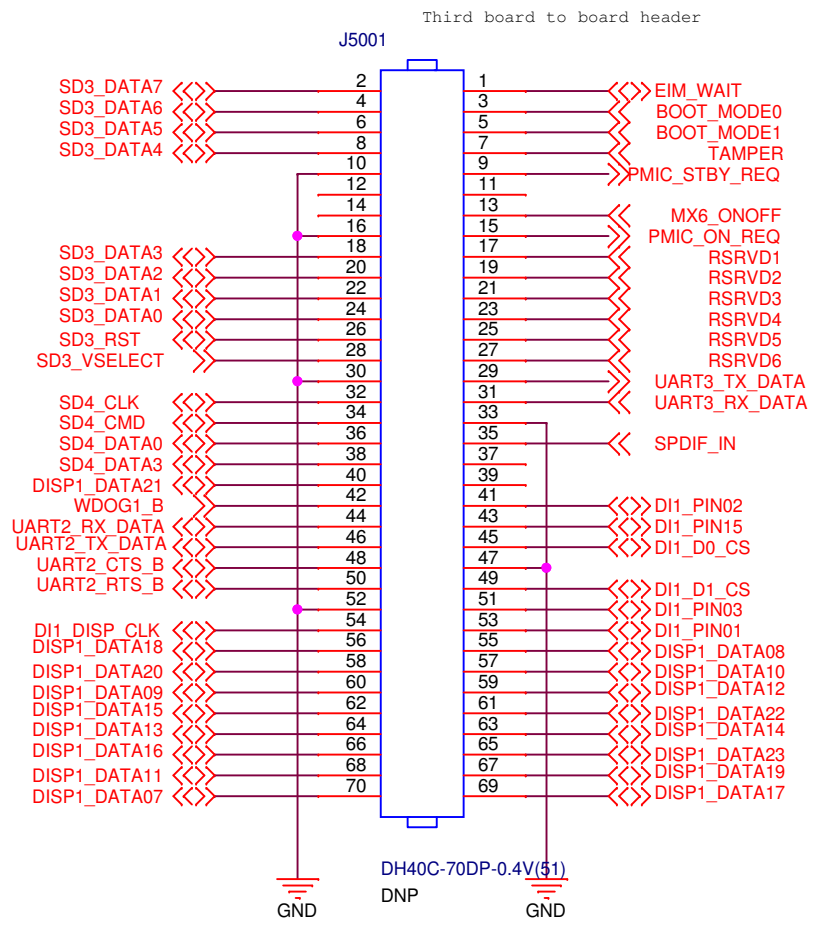 Third board to board header
J5001
SD3_DATA7 2 1 EIM_WAIT
SD3_DATA6 4 3 BOOT_MODE0
SD3_DATA5 6 5 BOOT_MODE1
SD3_DATA4 8 7 TAMPER
10 9 PMIC_STBY_REQ
12 11
14 13 MX6_ONOFF
16 15 PMIC_ON_REQ
SD3_DATA3 18 17 RSRVD1
SD3_DATA2 20 19 RSRVD2
SD3_DATA1 22 21 RSRVD3
SD3_DATA0 24 23 RSRVD4
SD3_RST 26 25 RSRVD5
SD3_VSELECT 28 27 RSRVD6
30 29 UART3_TX_DATA
SD4_CLK 32 31 UART3_RX_DATA
SD4_CMD 34 33
SD4_DATA0 36 35 SPDIF_IN
SD4_DATA3 38 37
DISP1_DATA21 40 39
WDOG1_B 42 41 DI1_PIN02
UART2_RX_DATA 44 43 DI1_PIN15
UART2_TX_DATA 46 45 DI1_D0_CS
UART2_CTS_B 48 47
UART2_RTS_B 50 49 DI1_D1_CS
52 51 DI1_PIN03
DI1_DISP_CLK 54 53 DI1_PIN01
DISP1_DATA18 56 55 DISP1_DATA08
DISP1_DATA20 58 57 DISP1_DATA10
DISP1_DATA09 60 59 DISP1_DATA12
DISP1_DATA15 62 61 DISP1_DATA22
DISP1_DATA13 64 63 DISP1_DATA14
DISP1_DATA16 66 65 DISP1_DATA23
DISP1_DATA11 68 67 DISP1_DATA19
DISP1_DATA07 70 69 DISP1_DATA17
DH40C-70DP-0.4V(51)
DNP
GND GND